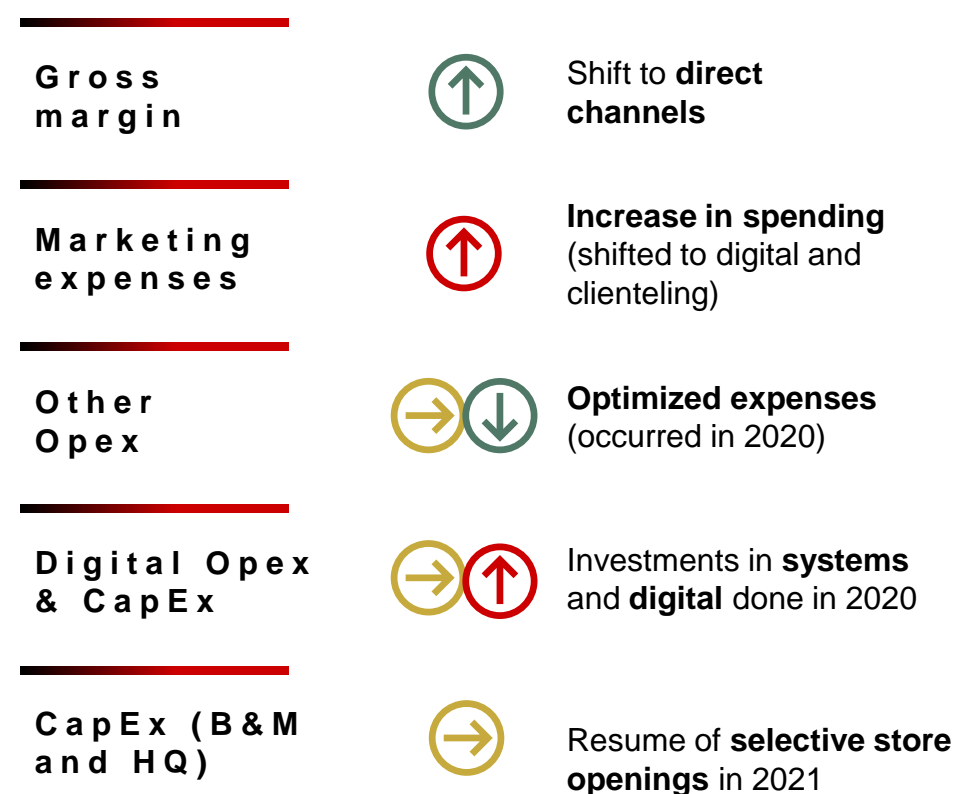 Gross
margin
Shift to direct
channels
Marketing
expenses
Increase in spending
(shifted to digital and
clienteling)
Other
Opex
Optimized expenses
(occurred in 2020)
Digital Opex
& CapEx
Investments in systems
and digital done in 2020
CapEx (B&M
and HQ)
Resume of selective store
openings in 2021